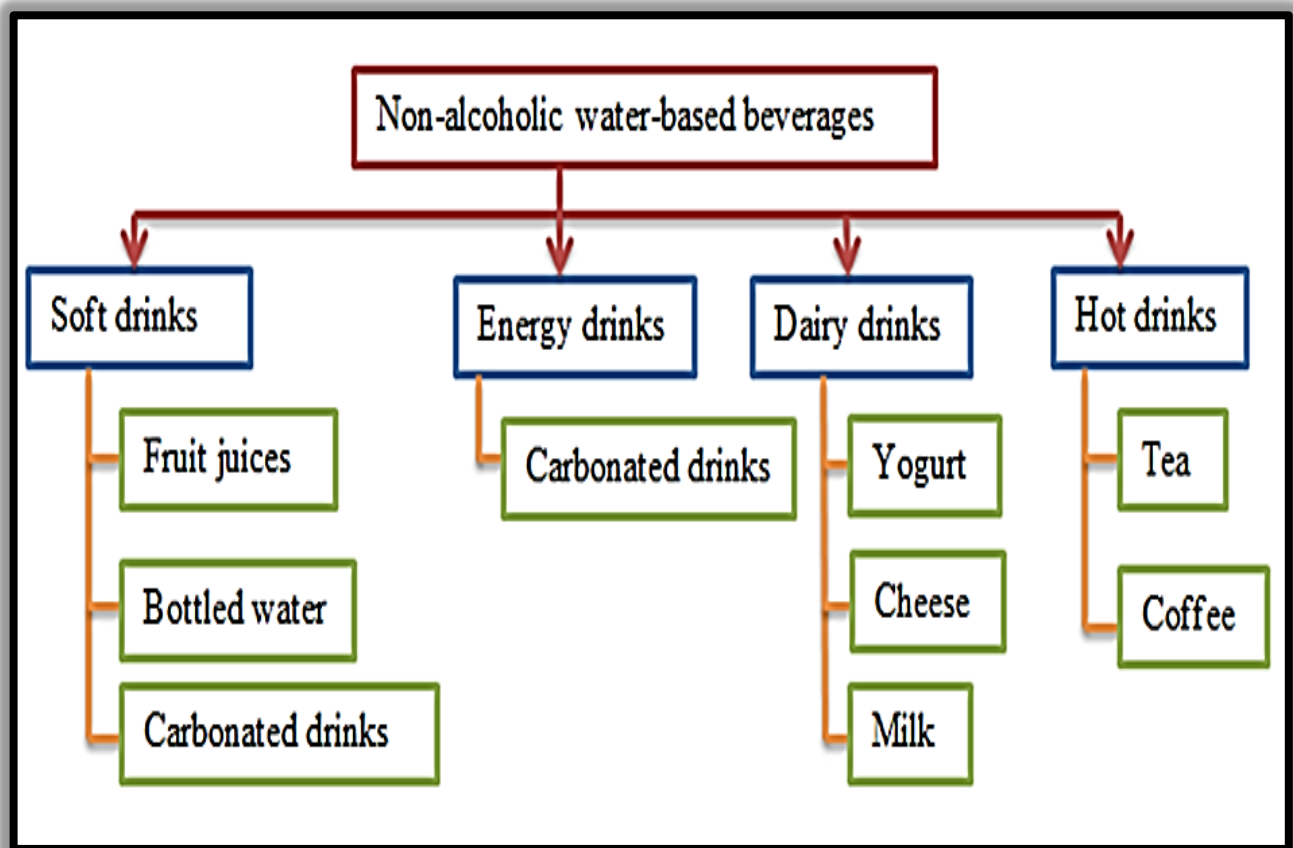 Non-alcoholic water-based beverages
Soft drinks
Fruit juices
Bottled water
Carbonated drinks
Energy drinks
Carbonated drinks
Dairy drinks
Yogurt
Cheese
Milk
Hot drinks
Tea
Coffee